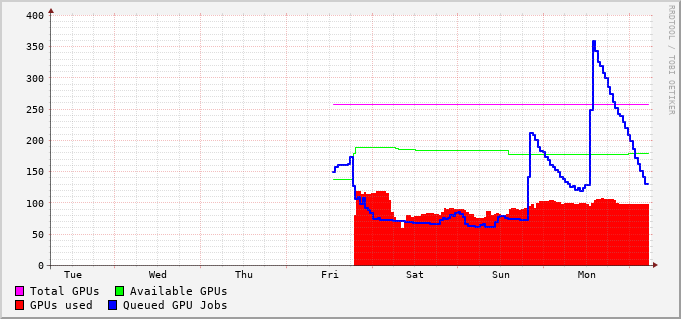 RRDTOOL / TOBI OETIKER
400
350
300
250
200
150
100
50
0
Tue Wed Thu Fri Sat Sun Mon
Total GPUs Available GPUs
GPUs used Queued GPU Jobs